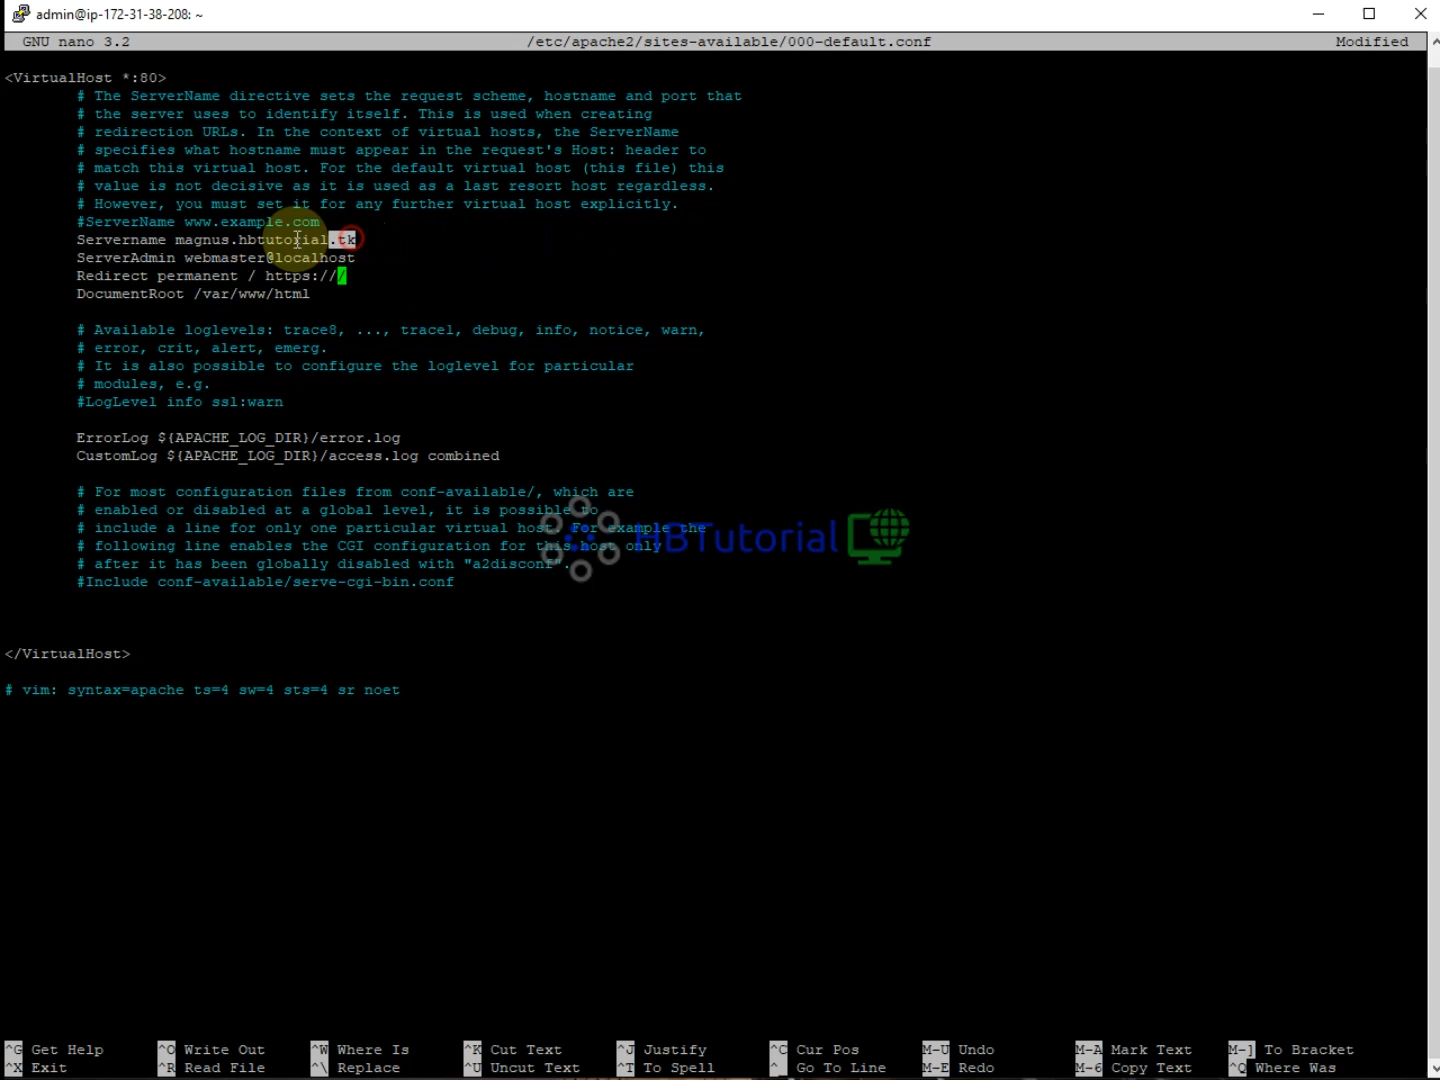 admin@ip-172-31-38-208: ~
GNU nano 3.2 /etc/apache2/sites-available/000-default.conf Modified
<VirtualHost *:80>
# The ServerName directive sets the request scheme, hostname and port that
# the server uses to identify itself. This is used when creating
# redirection URLs. In the context of virtual hosts, the ServerName
# specifies what hostname must appear in the request's Host: header to
# match this virtual host. For the default virtual host (this file) this
# value is not decisive as it is used as a last resort host regardless.
# However, you must set it for any further virtual host explicitly.
#ServerName www.example.com
Servername magnus.hbtutorial.tk
ServerAdmin webmaster@localhost
Redirect permanent / https:///
DocumentRoot /var/www/html
# Available loglevels: trace8, ..., trace1, debug, info, notice, warn,
# error, crit, alert, emerg.
# It is also possible to configure the loglevel for particular
# modules, e.g.
#LogLevel info ssl:warn
ErrorLog ${APACHE_LOG_DIR}/error.log
CustomLog ${APACHE_LOG_DIR}/access.log combined
# For most configuration files from conf-available/, which are
# enabled or disabled at a global level, it is possible to
# include a line for only one particular virtual host. For example the
# following line enables the CGI configuration for this host only
# after it has been globally disabled with "a2disconf".
#Include conf-available/serve-cgi-bin.conf
HBTutorial
</VirtualHost>
# vim: syntax=apache ts=4 sw=4 sts=4 sr noet
^G Get Help ^O Write Out ^W Where Is ^K Cut Text ^J Justify ^C Cur Pos M-U Undo M-A Mark Text M-] To Bracket
^X Exit ^R Read File ^\ Replace ^U Uncut Text ^T To Spell ^_ Go To Line M-E Redo M-6 Copy Text ^Q Where Was